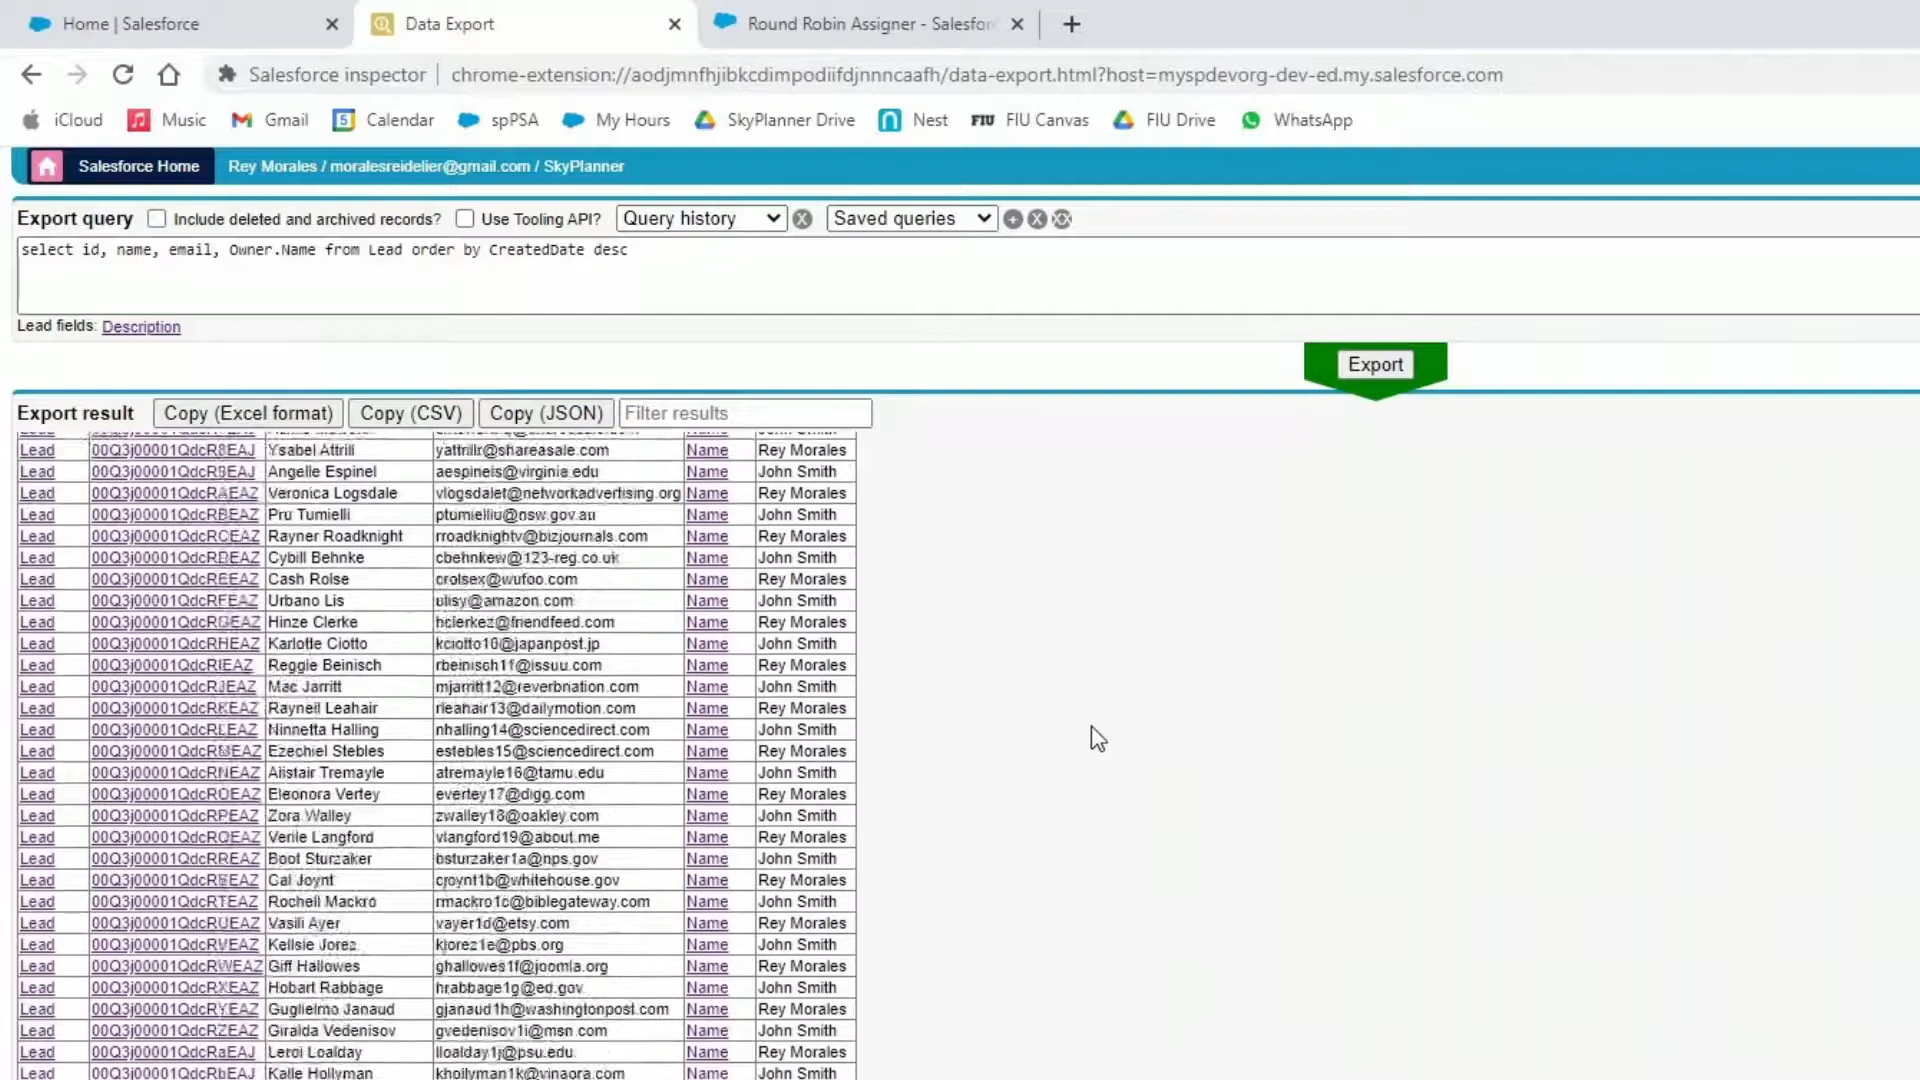 Home | Salesforce
Data Export
Round Robin Assigner - Salesfor
Salesforce inspector | chrome-extension://aodjmnfhjibkcdimpodiifdjnnncaafh/data-export.html?host=myspdevorg-dev-ed.my.salesforce.com
iCloud Music Gmail 5 Calendar spPSA My Hours SkyPlanner Drive Nest FIU FIU Canvas FIU Drive WhatsApp
Salesforce Home Rey Morales / moralesreidelier@gmail.com / SkyPlanner
Export query Include deleted and archived records? Use Tooling API? Query history X Saved queries + X XX
select id, name, email, Owner.Name from Lead order by CreatedDate desc
Lead fields: Description
Export
Export result Copy (Excel format) Copy (CSV) Copy (JSON) Filter results
Lead 00Q3j00001QdcR8EAJ Ysabel Attrill yattrillr@shareasale.com Name Rey Morales
Lead 00Q3j00001QdcR9EAJ Angelle Espinel aespinels@virginia.edu Name John Smith
Lead 00Q3j00001QdcRAEAZ Veronica Logsdale vlogsdalet@networkadvertising.org Name Rey Morales
Lead 00Q3j00001QdcRBEAZ Pru Tumielli ptumielliu@nsw.gov.au Name John Smith
Lead 00Q3j00001QdcRCEAZ Rayner Roadknight rroadknightv@bizjournals.com Name Rey Morales
Lead 00Q3j00001QdcRDEAZ Cybill Behnke cbehnkew@123-reg.co.uk Name John Smith
Lead 00Q3j00001QdcREEAZ Cash Rolse crolsex@wufoo.com Name Rey Morales
Lead 00Q3j00001QdcRFEAZ Urbano Lis ulisy@amazon.com Name John Smith
Lead 00Q3j00001QdcRGEAZ Hinze Clerke hclerkez@friendfeed.com Name Rey Morales
Lead 00Q3j00001QdcRHEAZ Karlotte Ciotto kciotto10@japanpost.jp Name John Smith
Lead 00Q3j00001QdcRIEAZ Reggie Beinisch rbeinisch11@issuu.com Name Rey Morales
Lead 00Q3j00001QdcRJEAZ Mac Jarritt mjarritt12@reverbnation.com Name John Smith
Lead 00Q3j00001QdcRKEAZ Raynell Leahair rleahair13@dailymotion.com Name Rey Morales
Lead 00Q3j00001QdcRLEAZ Ninnetta Halling nhalling14@sciencedirect.com Name John Smith
Lead 00Q3j00001QdcRMEAZ Ezechiel Stebles estebles15@sciencedirect.com Name Rey Morales
Lead 00Q3j00001QdcRNEAZ Alistair Tremayle atremayle16@tamu.edu Name John Smith
Lead 00Q3j00001QdcROEAZ Eleonora Vertey evertey17@digg.com Name Rey Morales
Lead 00Q3j00001QdcRPEAZ Zora Walley zwalley18@oakley.com Name John Smith
Lead 00Q3j00001QdcRQEAZ Verile Langford vlangford19@about.me Name Rey Morales
Lead 00Q3j00001QdcRREAZ Boot Sturzaker bsturzaker1a@nps.gov Name John Smith
Lead 00Q3j00001QdcRSEAZ Gal Joynt gjoynt1b@whitehouse.gov Name Rey Morales
Lead 00Q3j00001QdcRTEAZ Rochell Mackro rmackro1c@biblegateway.com Name John Smith
Lead 00Q3j00001QdcRUEAZ Vasili Ayer vayer1d@etsy.com Name Rey Morales
Lead 00Q3j00001QdcRVEAZ Kellsie Jorez kjorez1e@pbs.org Name John Smith
Lead 00Q3j00001QdcRWEAZ Giff Hallowes ghallowes1f@joomla.org Name Rey Morales
Lead 00Q3j00001QdcRXEAZ Hobart Rabbage hrabbage1g@ed.gov Name John Smith
Lead 00Q3j00001QdcRYEAZ Guglielmo Janaud gjanaud1h@washingtonpost.com Name Rey Morales
Lead 00Q3j00001QdcRZEAZ Giralda Vedenisov gvedenisov1i@msn.com Name John Smith
Lead 00Q3j00001QdcRaEAJ Leroi Loalday lloalday1j@psu.edu Name Rey Morales
Lead 00Q3j00001QdcRbEAJ Kalle Hollyman khollyman1k@vinaora.com Name John Smith